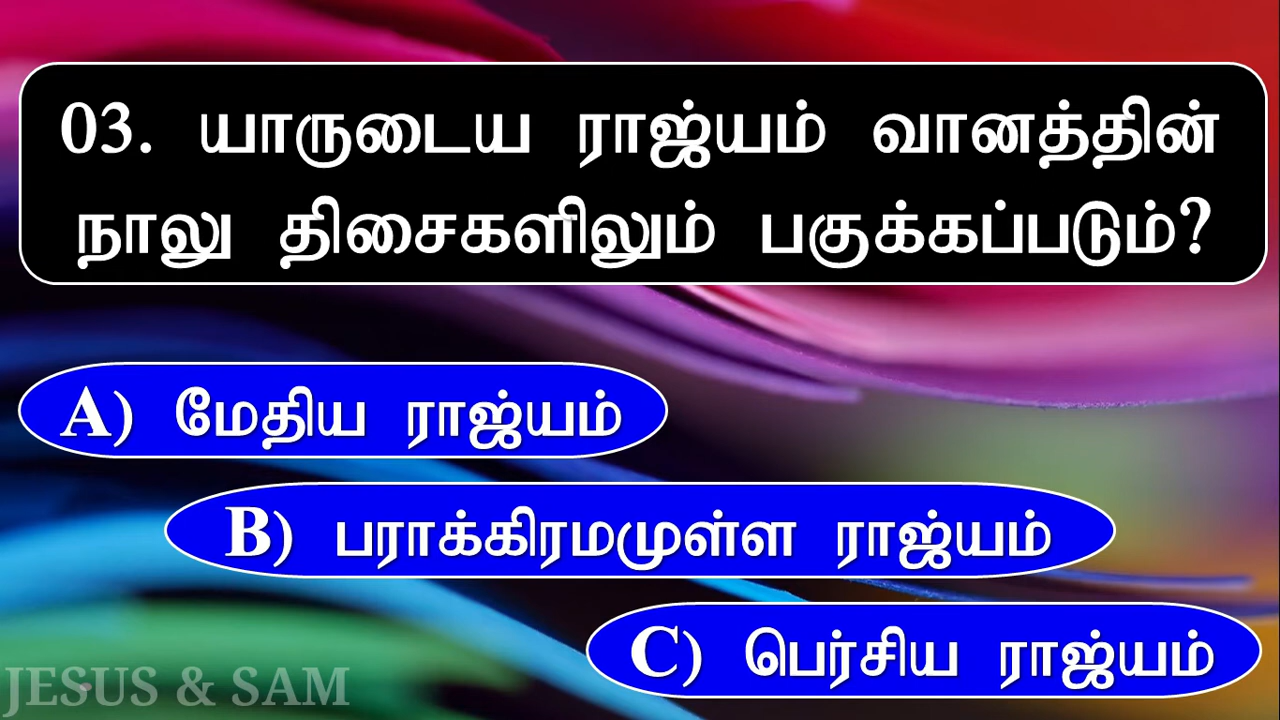 03. யாருடைய ராஜ்யம் வானத்தின்
நாலு திசைகளிலும் பகுக்கப்படும்?
A) மேதிய ராஜ்யம்
B) பராக்கிரமமுள்ள ராஜ்யம்
C) பெர்சிய ராஜ்யம்
JESUS & SAM